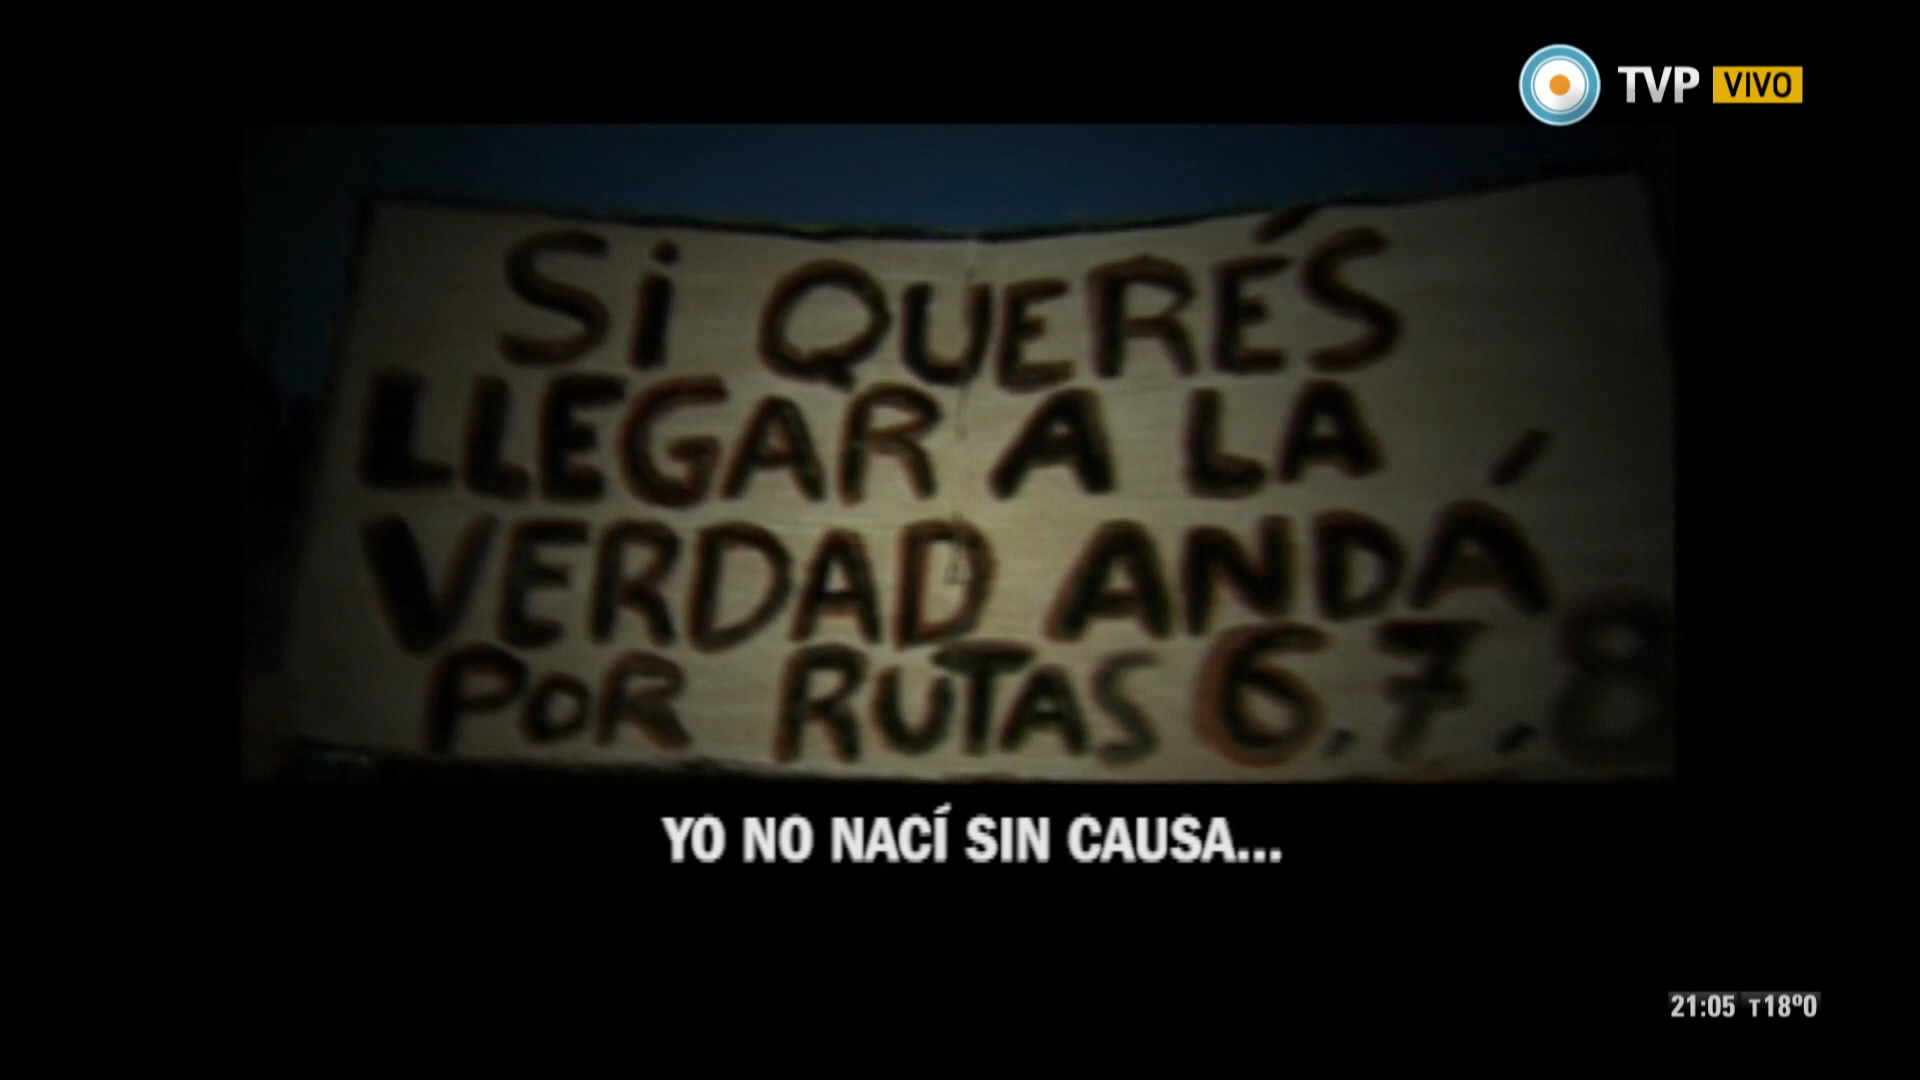 TVP VIVO
Si QUERÉS
LLEGAR A LA
VERDAD ANDÁ
POR RUTAS 6,7,8
YO NO NACÍ SIN CAUSA...
21:05 T18º0